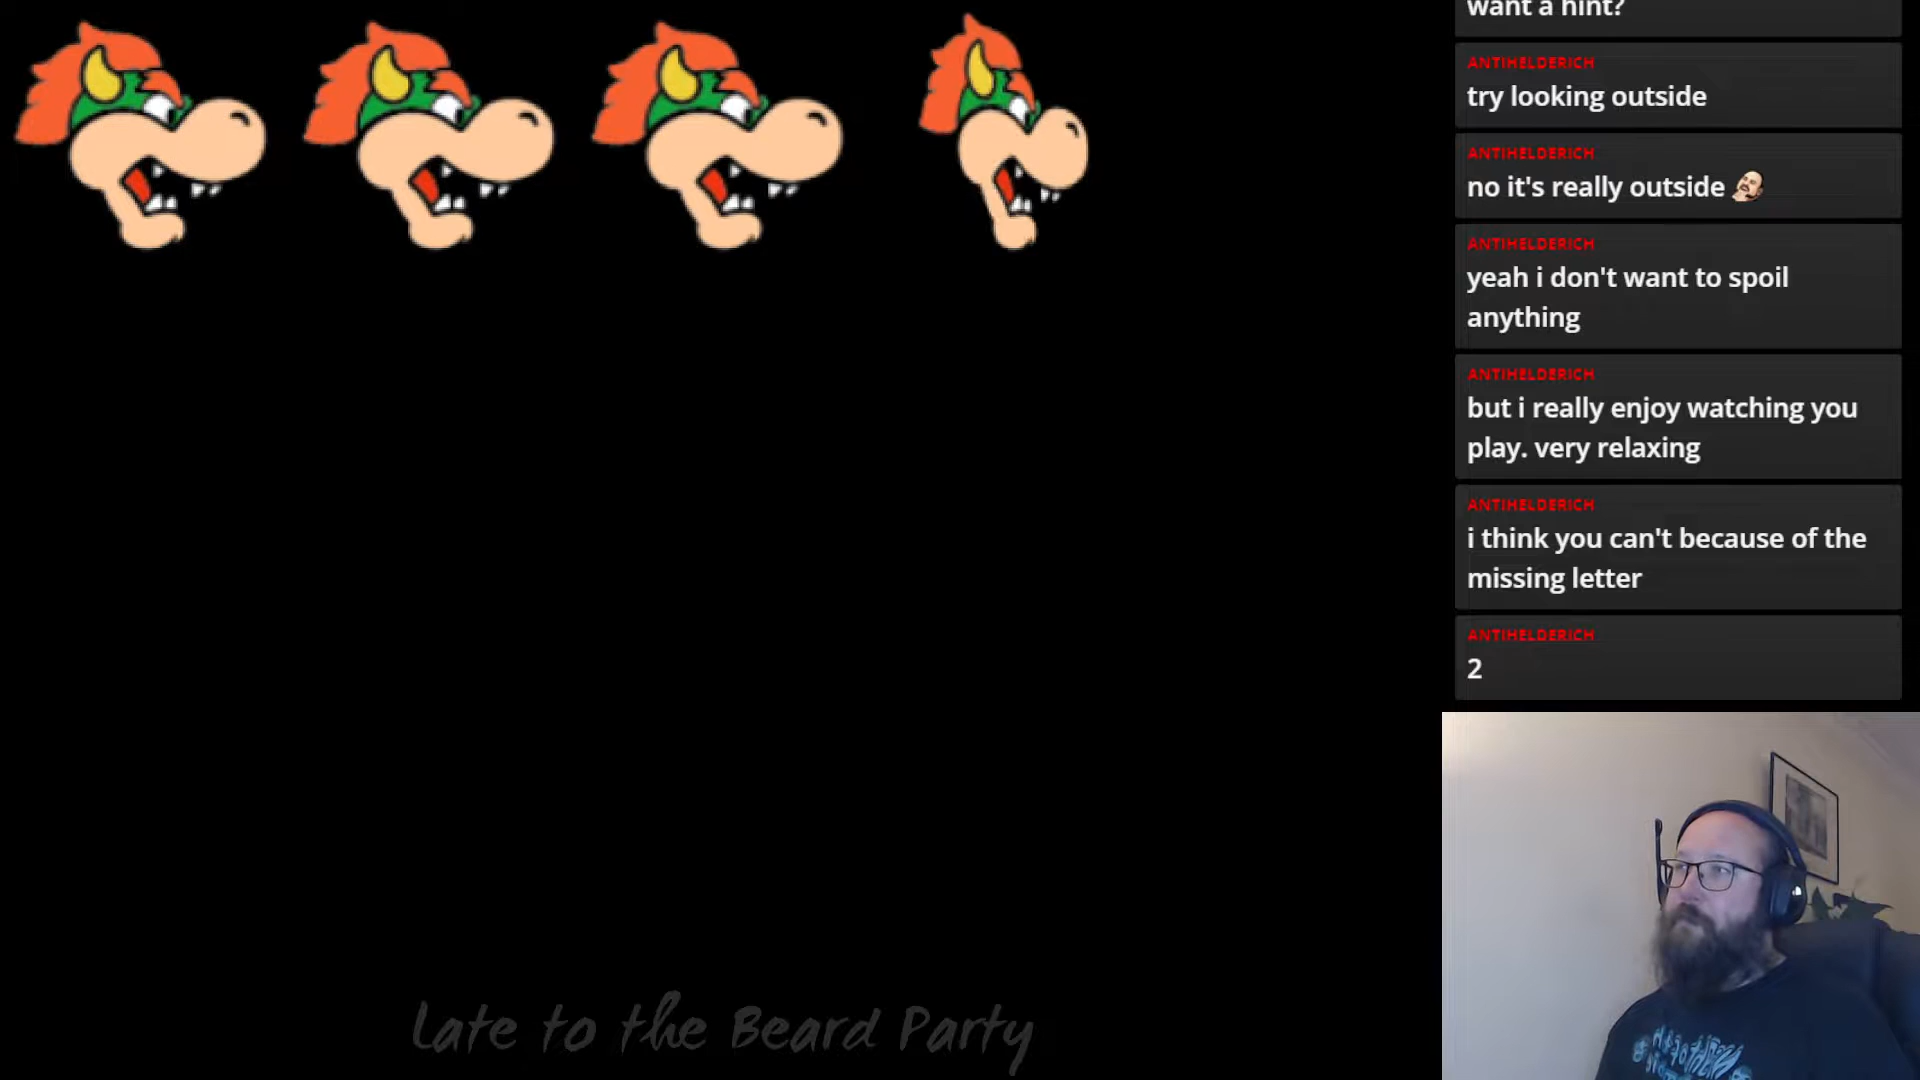 want a hint?
ANTIHELDERICH
try looking outside
ANTIHELDERICH
no it's really outside
ANTIHELDERICH
yeah i don't want to spoil
anything
ANTIHELDERICH
but i really enjoy watching you
play. very relaxing
ANTIHELDERICH
i think you can't because of the
missing letter
ANTIHELDERICH
2
Late to the Beard Party